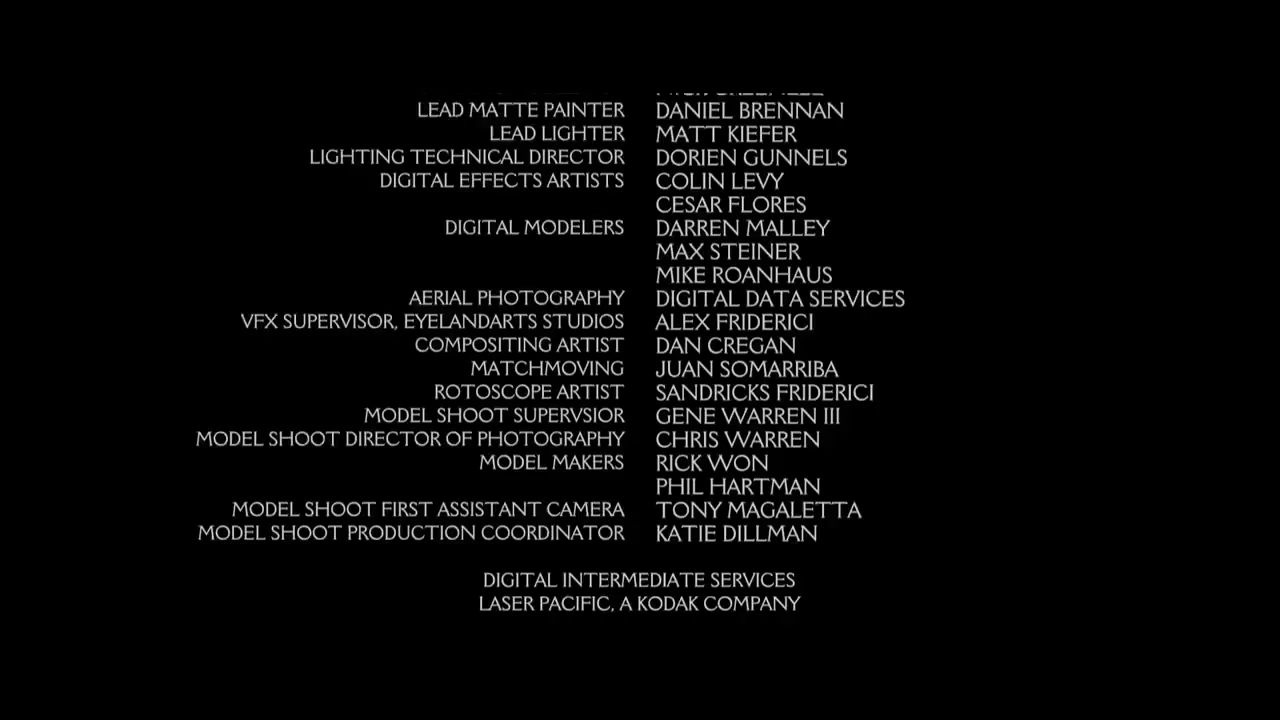 LEAD MATTE PAINTER DANIEL BRENNAN
LEAD LIGHTER MATT KIEFER
LIGHTING TECHNICAL DIRECTOR DORIEN GUNNELS
DIGITAL EFFECTS ARTISTS COLIN LEVY
CESAR FLORES
DIGITAL MODELERS DARREN MALLEY
MAX STEINER
MIKE ROANHAUS
AERIAL PHOTOGRAPHY DIGITAL DATA SERVICES
VFX SUPERVISOR, EYELANDARTS STUDIOS ALEX FRIDERICI
COMPOSITING ARTIST DAN CREGAN
MATCHMOVING JUAN SOMARRIBA
ROTOSCOPE ARTIST SANDRICKS FRIDERICI
MODEL SHOOT SUPERVSIOR GENE WARREN III
MODEL SHOOT DIRECTOR OF PHOTOGRAPHY CHRIS WARREN
MODEL MAKERS RICK WON
PHIL HARTMAN
MODEL SHOOT FIRST ASSISTANT CAMERA TONY MAGALETTA
MODEL SHOOT PRODUCTION COORDINATOR KATIE DILLMAN
DIGITAL INTERMEDIATE SERVICES
LASER PACIFIC, A KODAK COMPANY